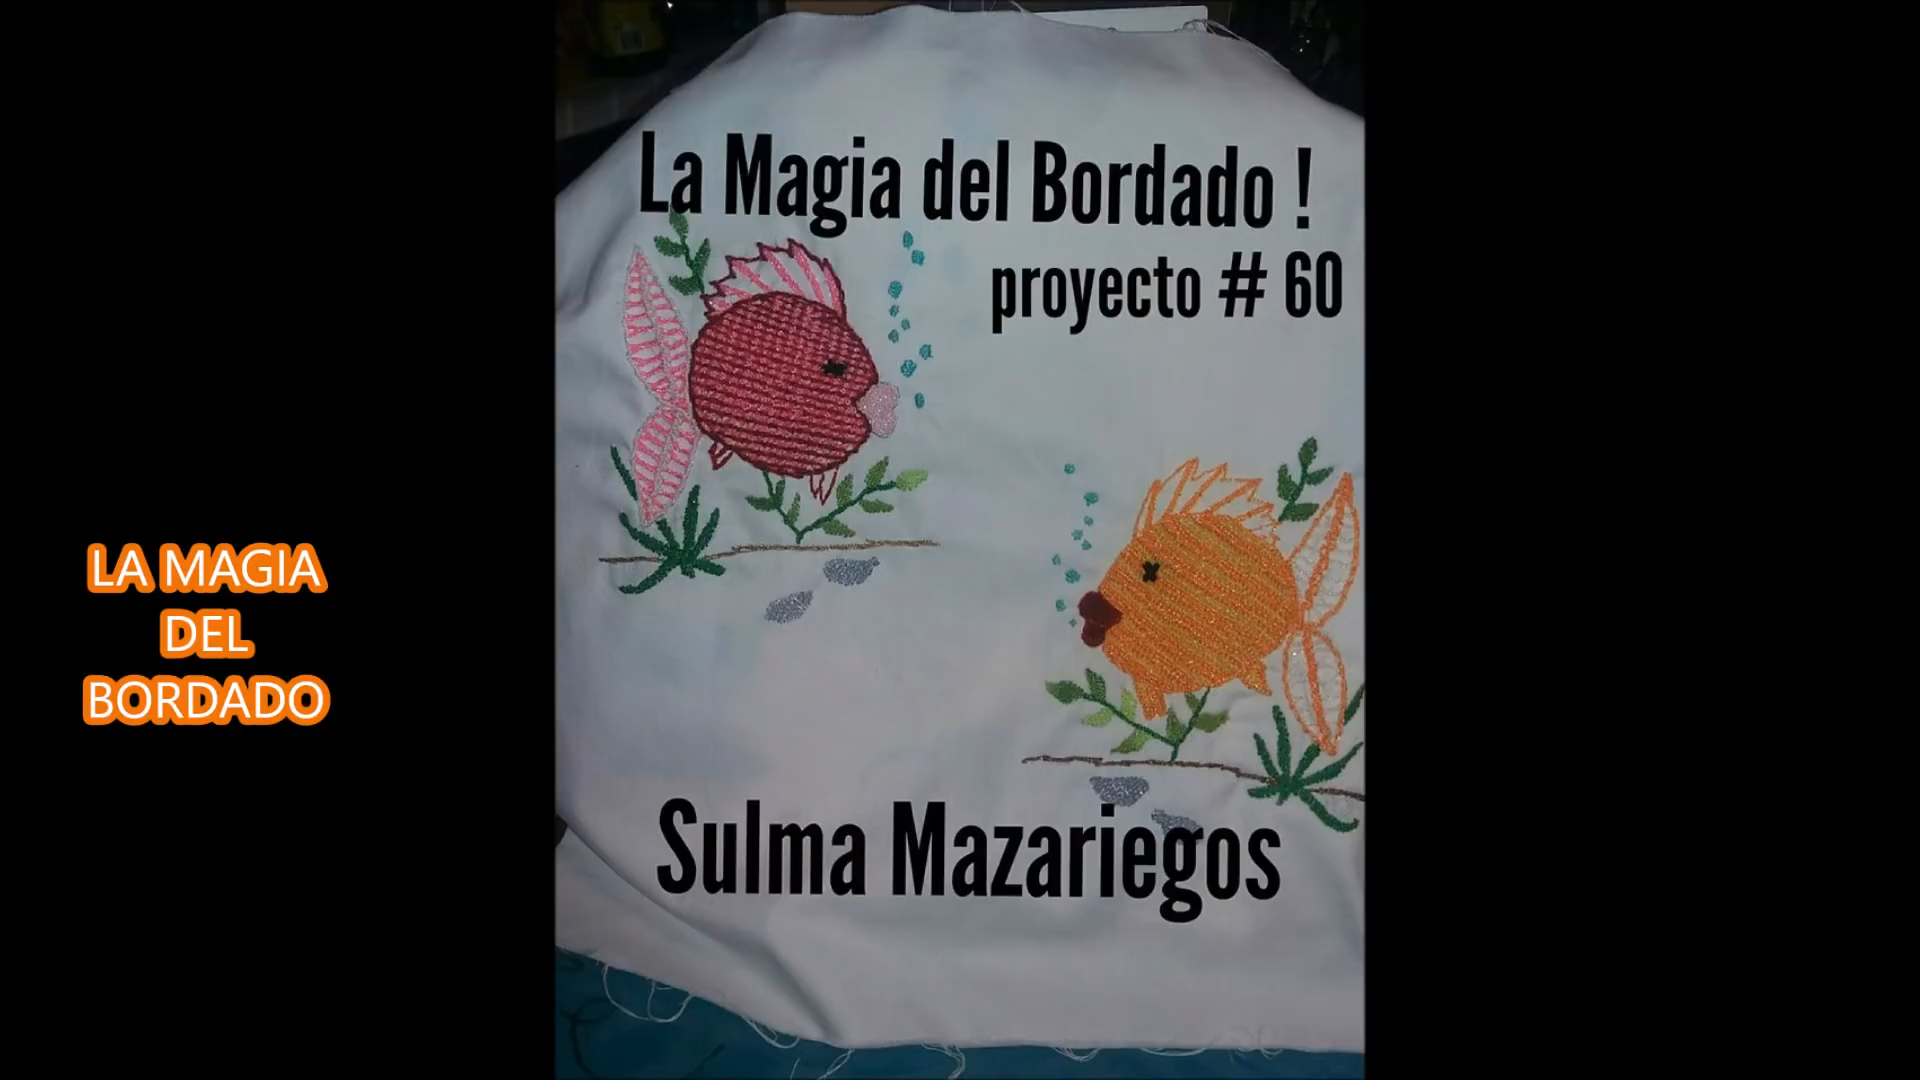 La Magia del Bordado !
proyecto # 60
LA MAGIA
DEL
BORDADO
Sulma Mazariegos